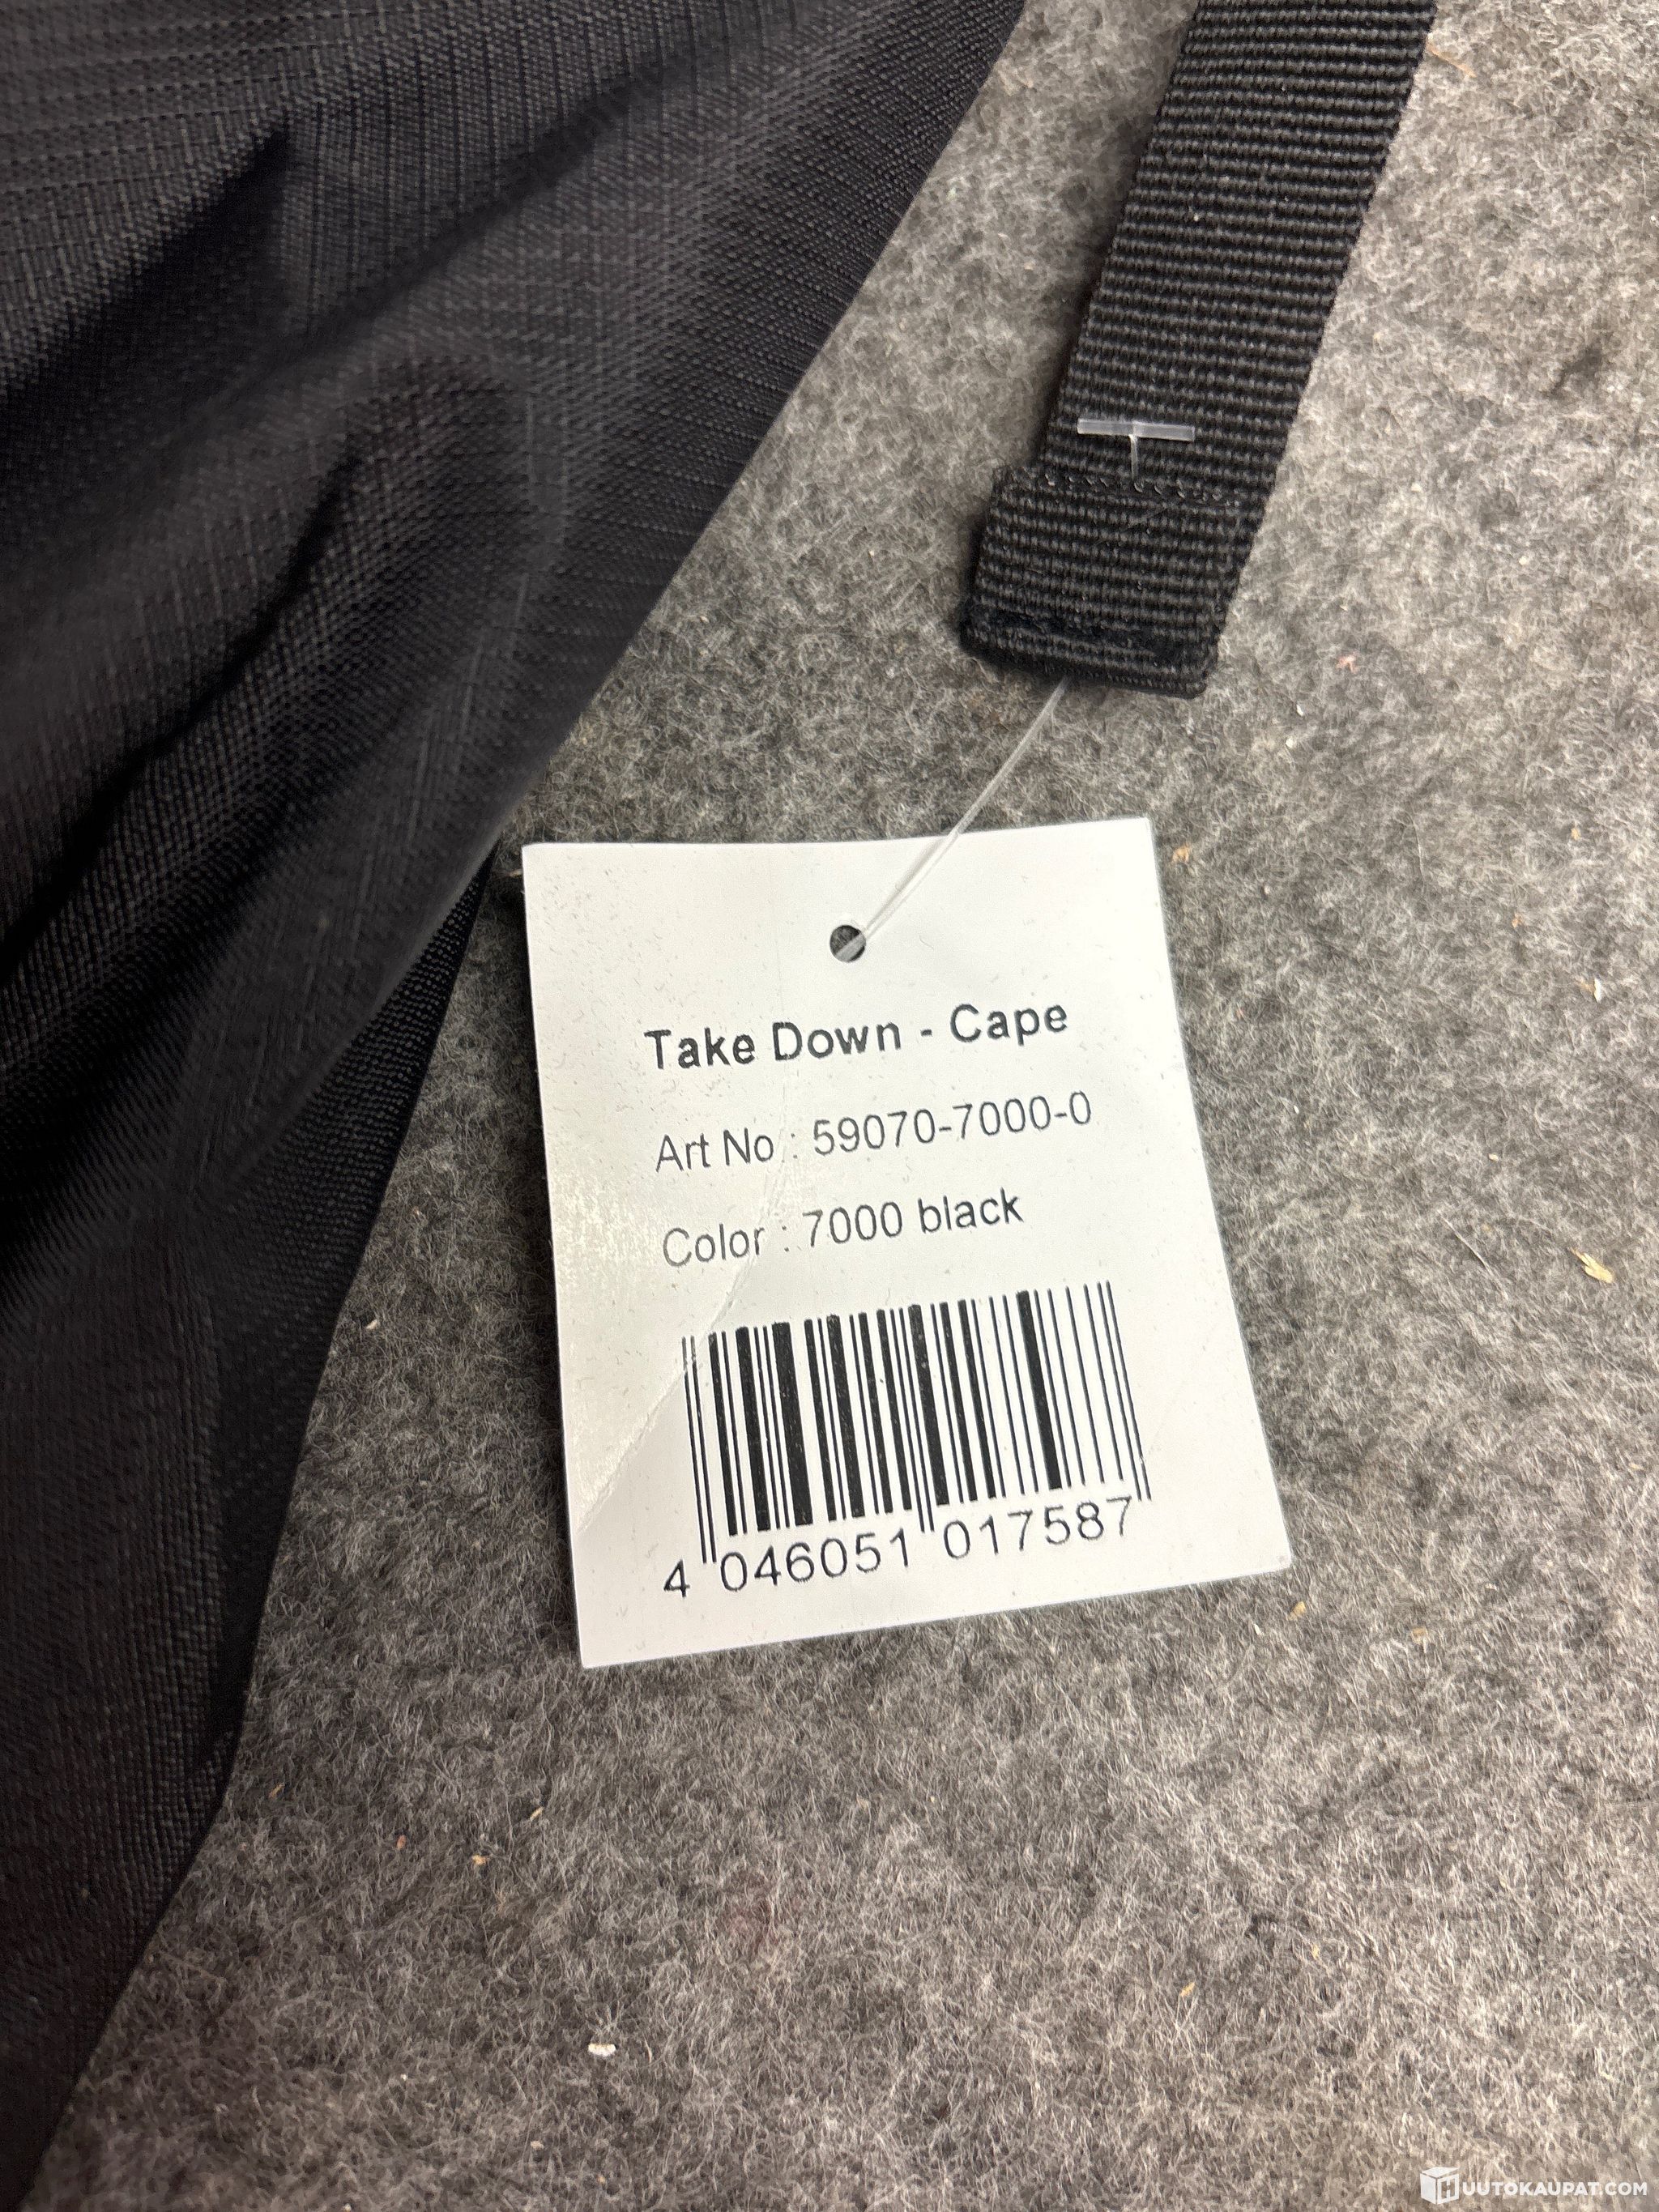 Take Down - Cape
Art No : 59070-7000-0
Color : 7000 black
4 046051 017587
HUUTOKAUPAT.COM